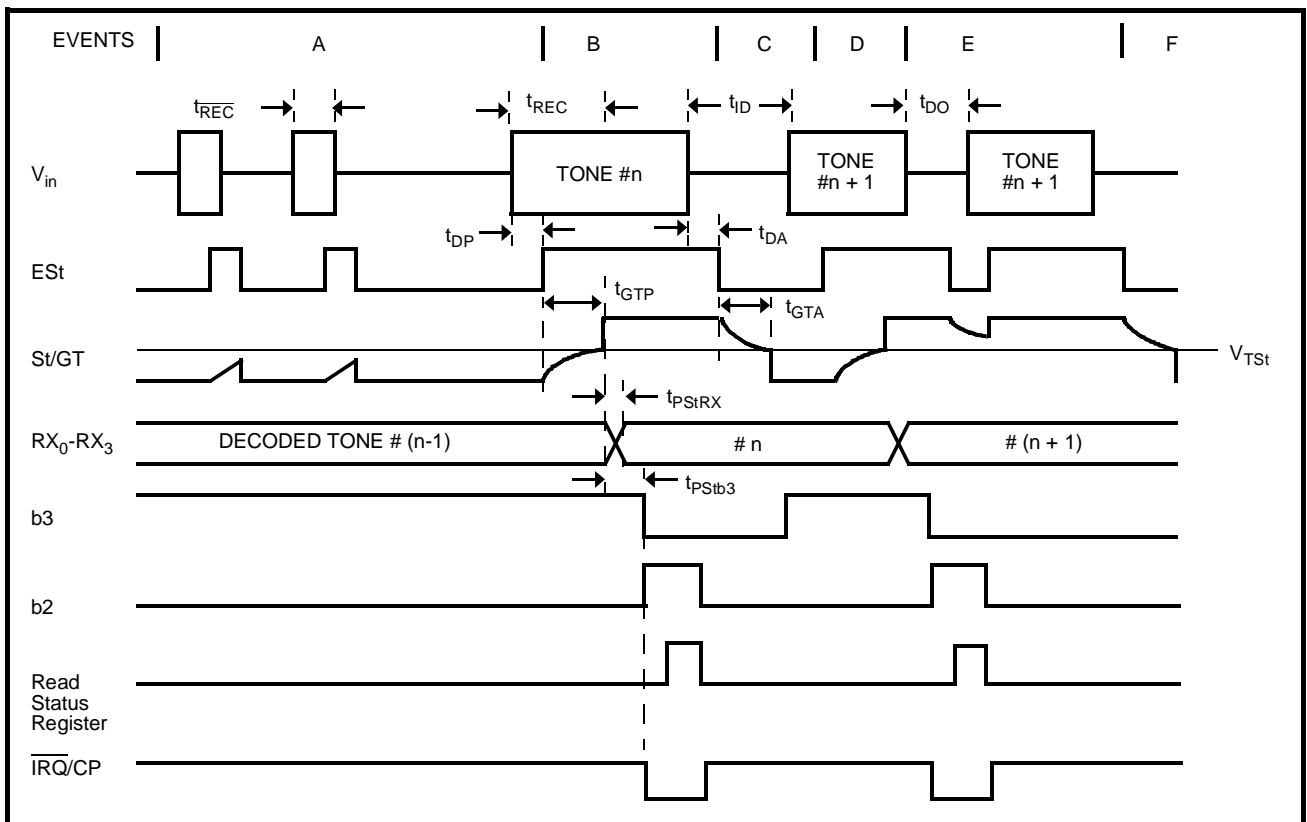 EVENTS A B C D E F
tREC tREC tID tDO
Vin TONE #n TONE #n + 1 TONE #n + 1
tDP tDA
ESt
tGTP tGTA
St/GT VTSt
tPStRX
RX0-RX3 DECODED TONE # (n-1) # n # (n + 1)
tPStb3
b3
b2
Read
Status
Register
IRQ/CP